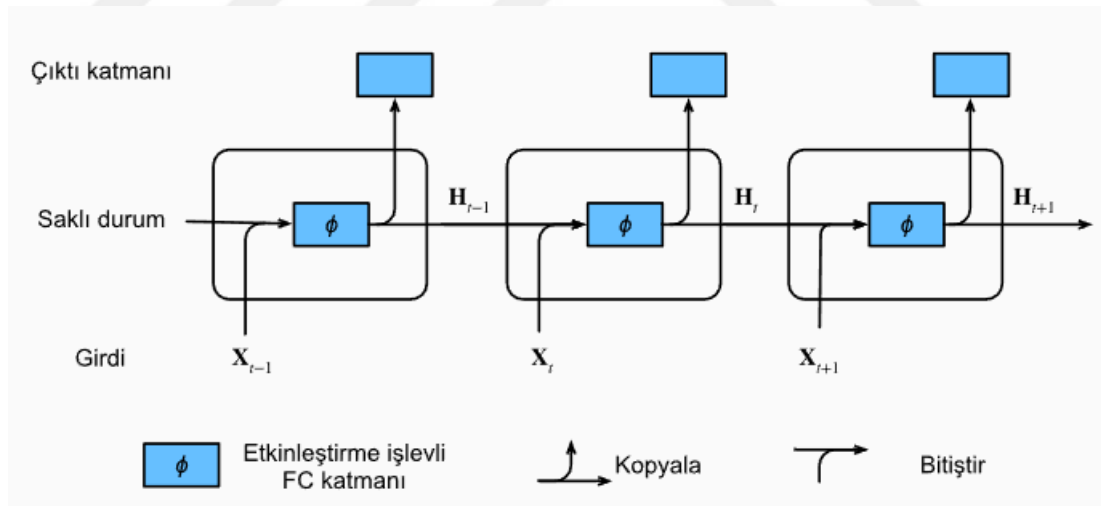 Çıktı katmanı
Saklı durum
ϕ
H_{t−1}
ϕ
H_t
ϕ
H_{t+1}
Girdi
X_{t−1}
X_t
X_{t+1}
ϕ
Etkinleştirme işlevli
FC katmanı
Kopyala
Bitiştir